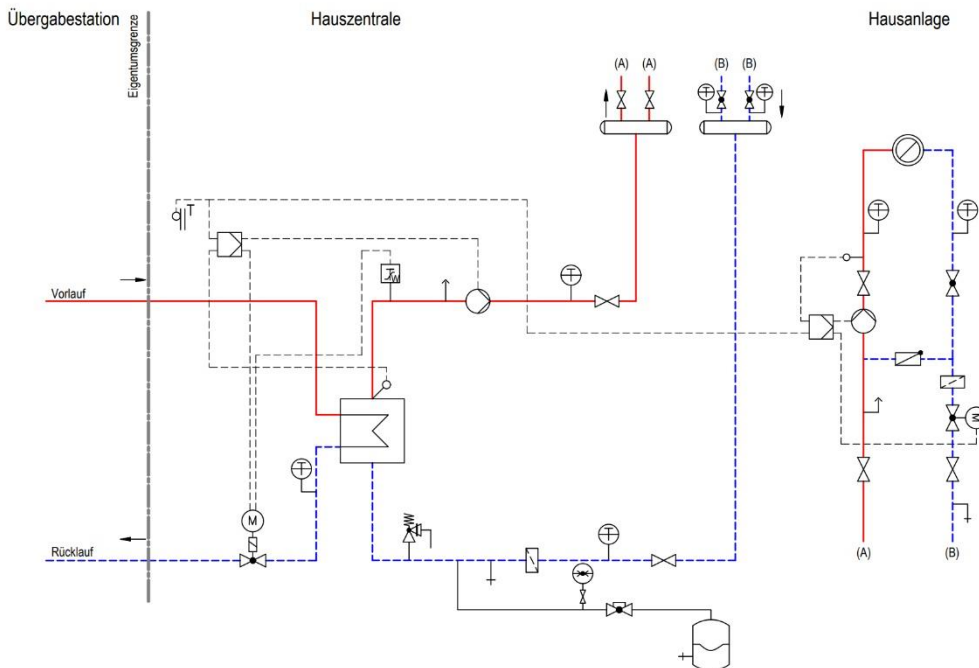 Übergabestation
Hauszentrale
Hausanlage
Eigentumsgrenze
(A)
(A)
(B)
(B)
T
T
T
T
T
T
T
Vorlauf
T
T
M
M
Rücklauf
T
(A)
(B)